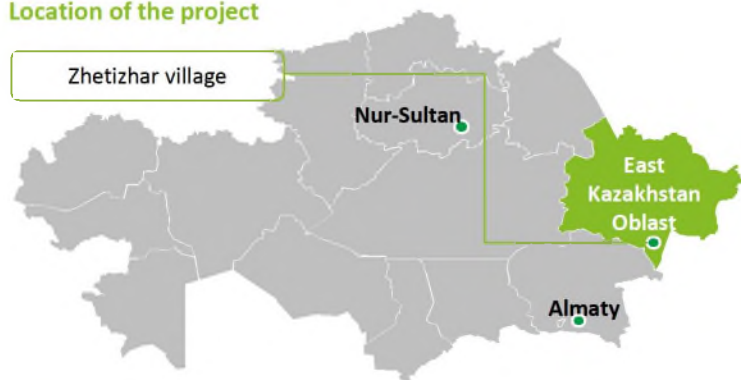 Location of the project
Zhetizhar village
Nur-Sultan
East
Kazakhstan
Oblast
Almaty